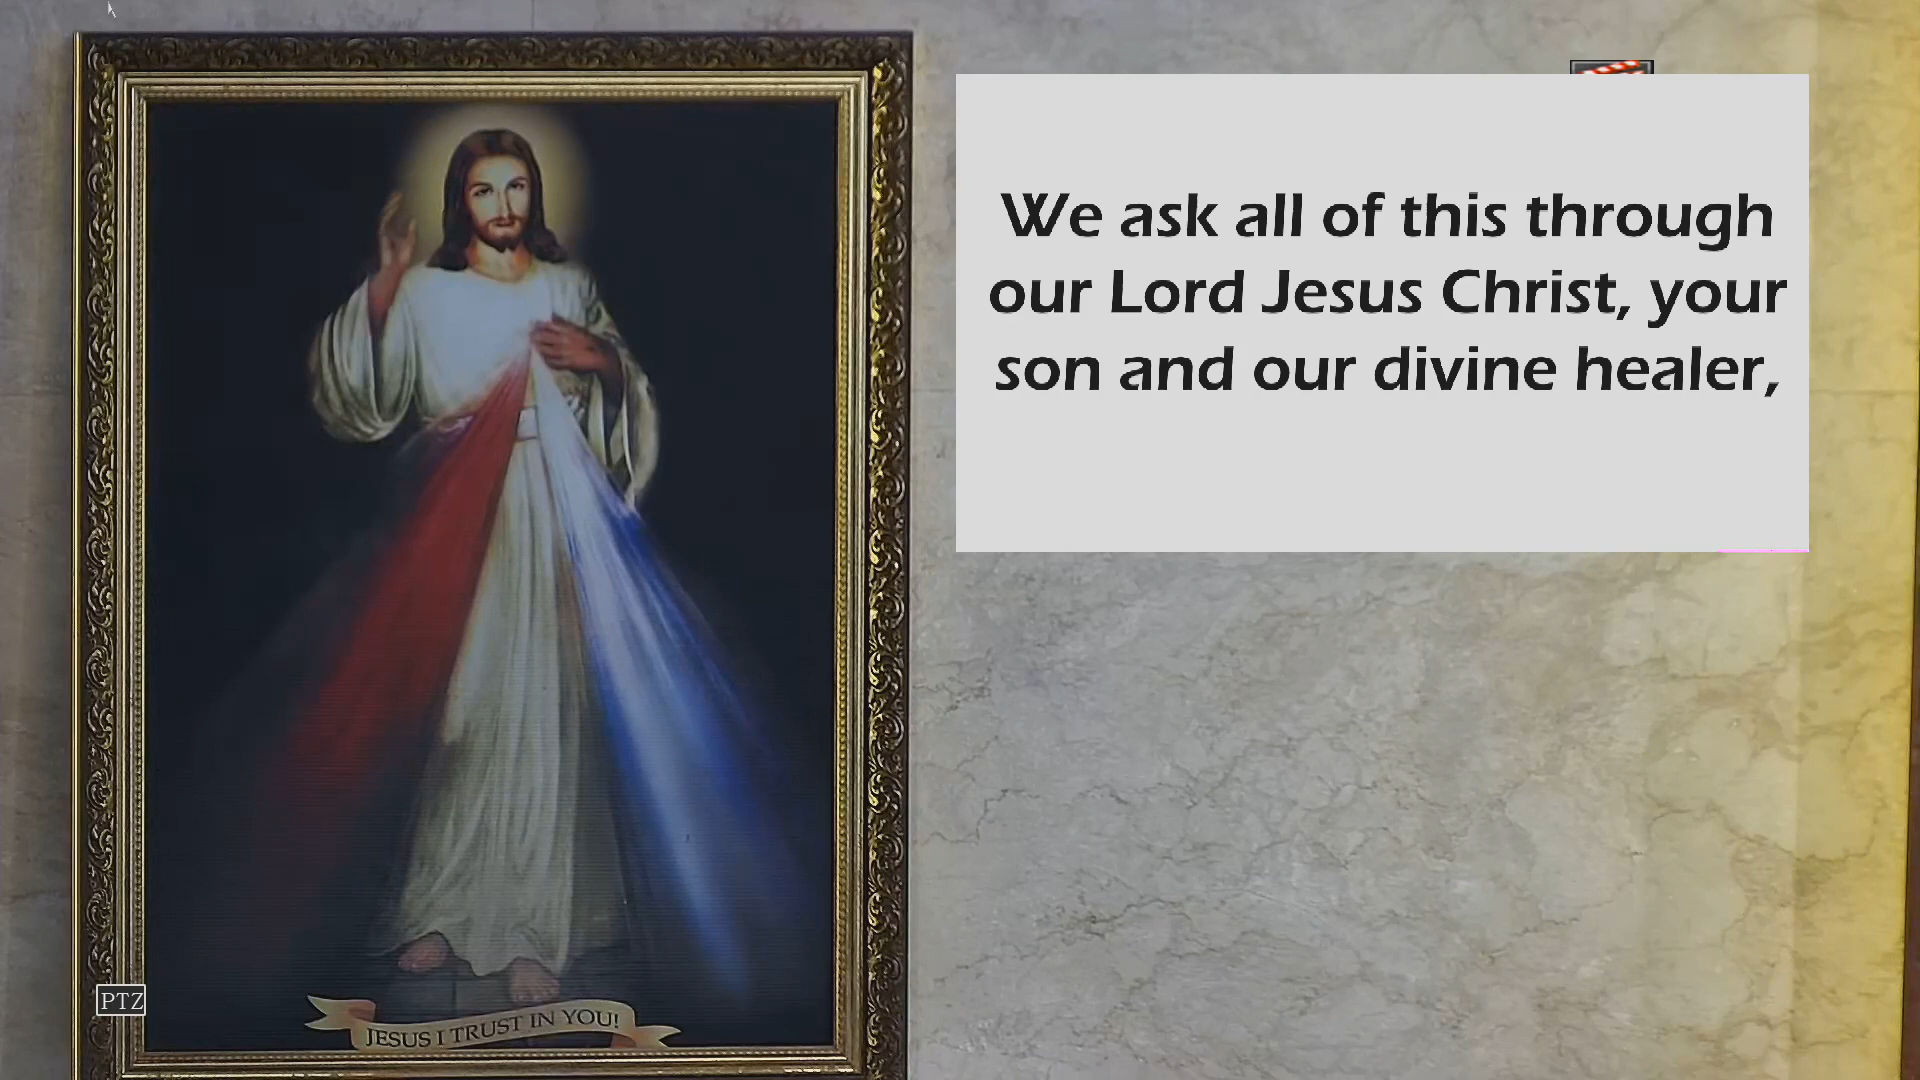 We ask all of this through
our Lord Jesus Christ, your
son and our divine healer,
PTZ
JESUS I TRUST IN YOU!